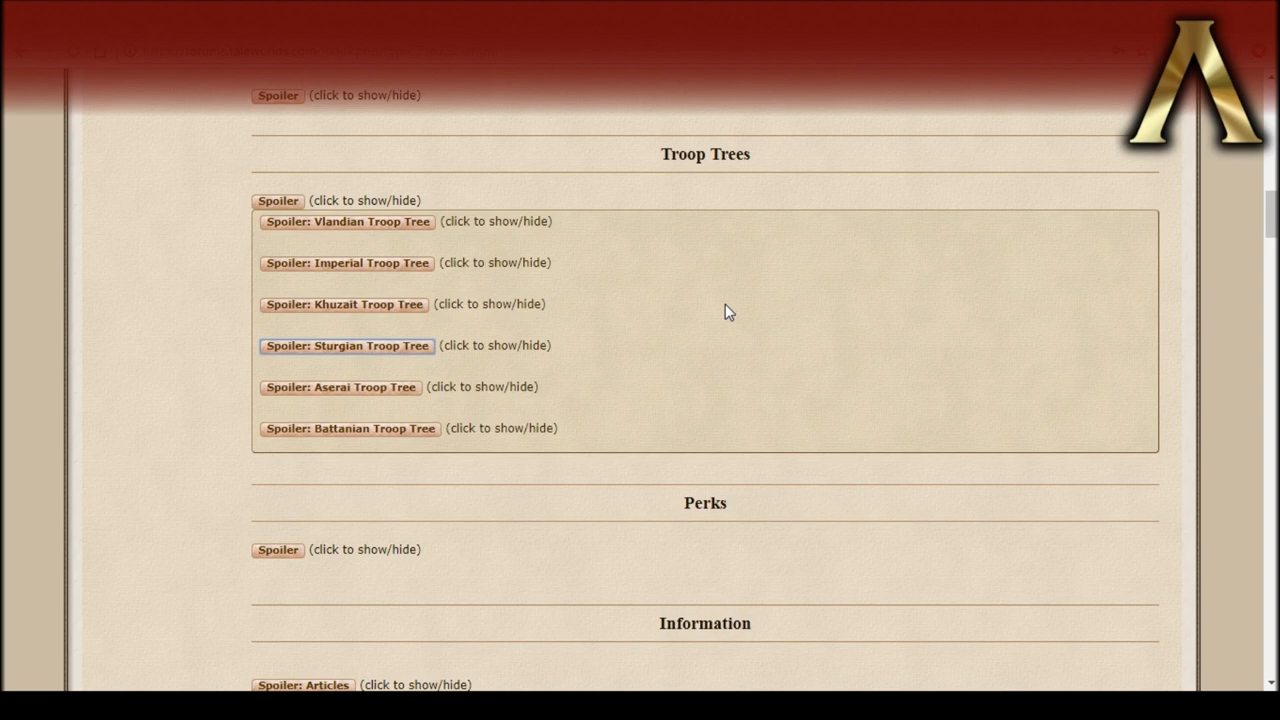 Spoiler (click to show/hide)
Troop Trees
Spoiler (click to show/hide)
Spoiler: Vlandian Troop Tree (click to show/hide)
Spoiler: Imperial Troop Tree (click to show/hide)
Spoiler: Khuzait Troop Tree (click to show/hide)
Spoiler: Sturgian Troop Tree (click to show/hide)
Spoiler: Aserai Troop Tree (click to show/hide)
Spoiler: Battanian Troop Tree (click to show/hide)
Perks
Spoiler (click to show/hide)
Information
Spoiler: Articles (click to show/hide)